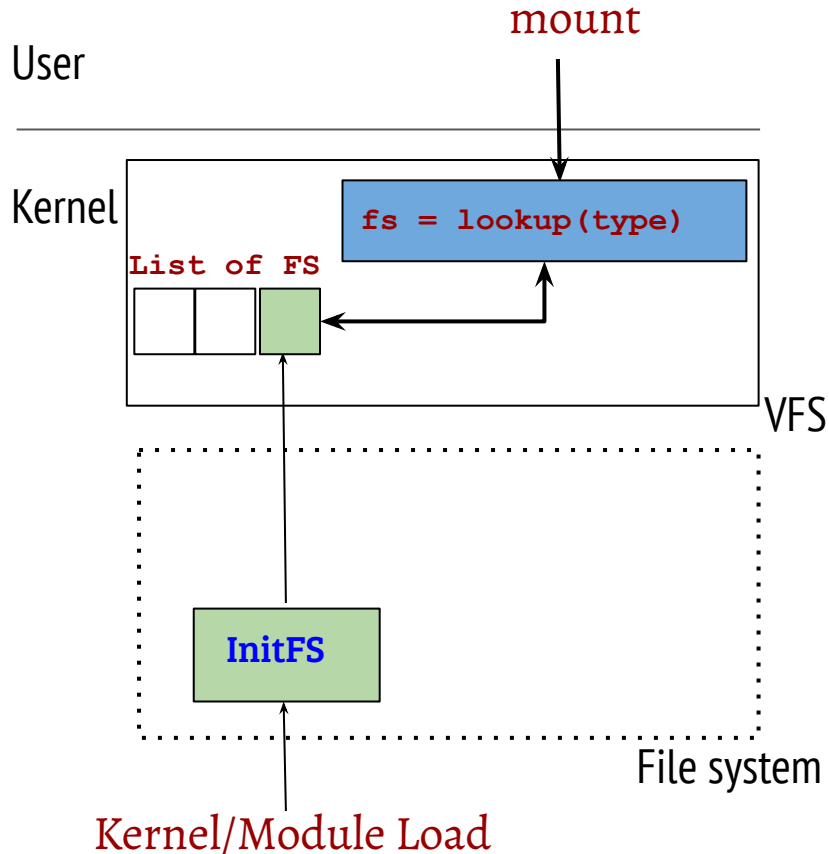 mount
User
Kernel
fs = lookup(type)
List of FS
VFS
InitFS
File system
Kernel/Module Load